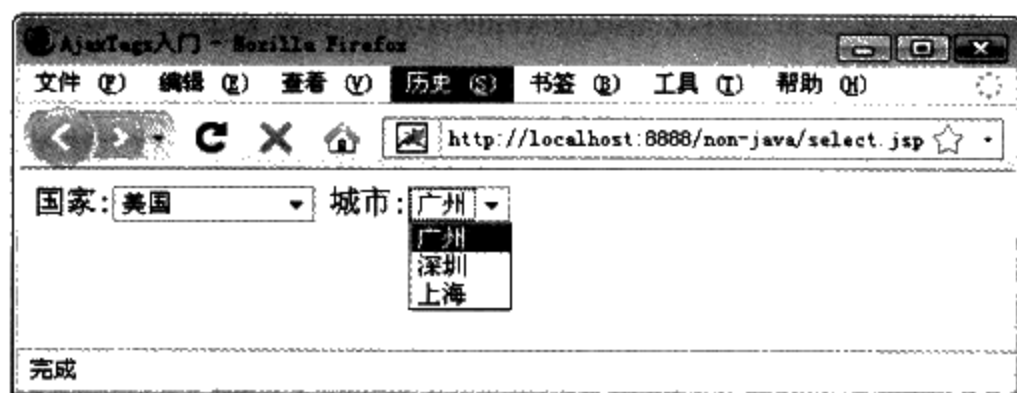 AjaxTags入门 - Mozilla Firefox
文件 (F) 编辑 (E) 查看 (V) 历史 (S) 书签 (B) 工具 (T) 帮助 (H)
http://localhost:8888/non-java/select.jsp
国家:美国 城市:广州
广州
深圳
上海
完成